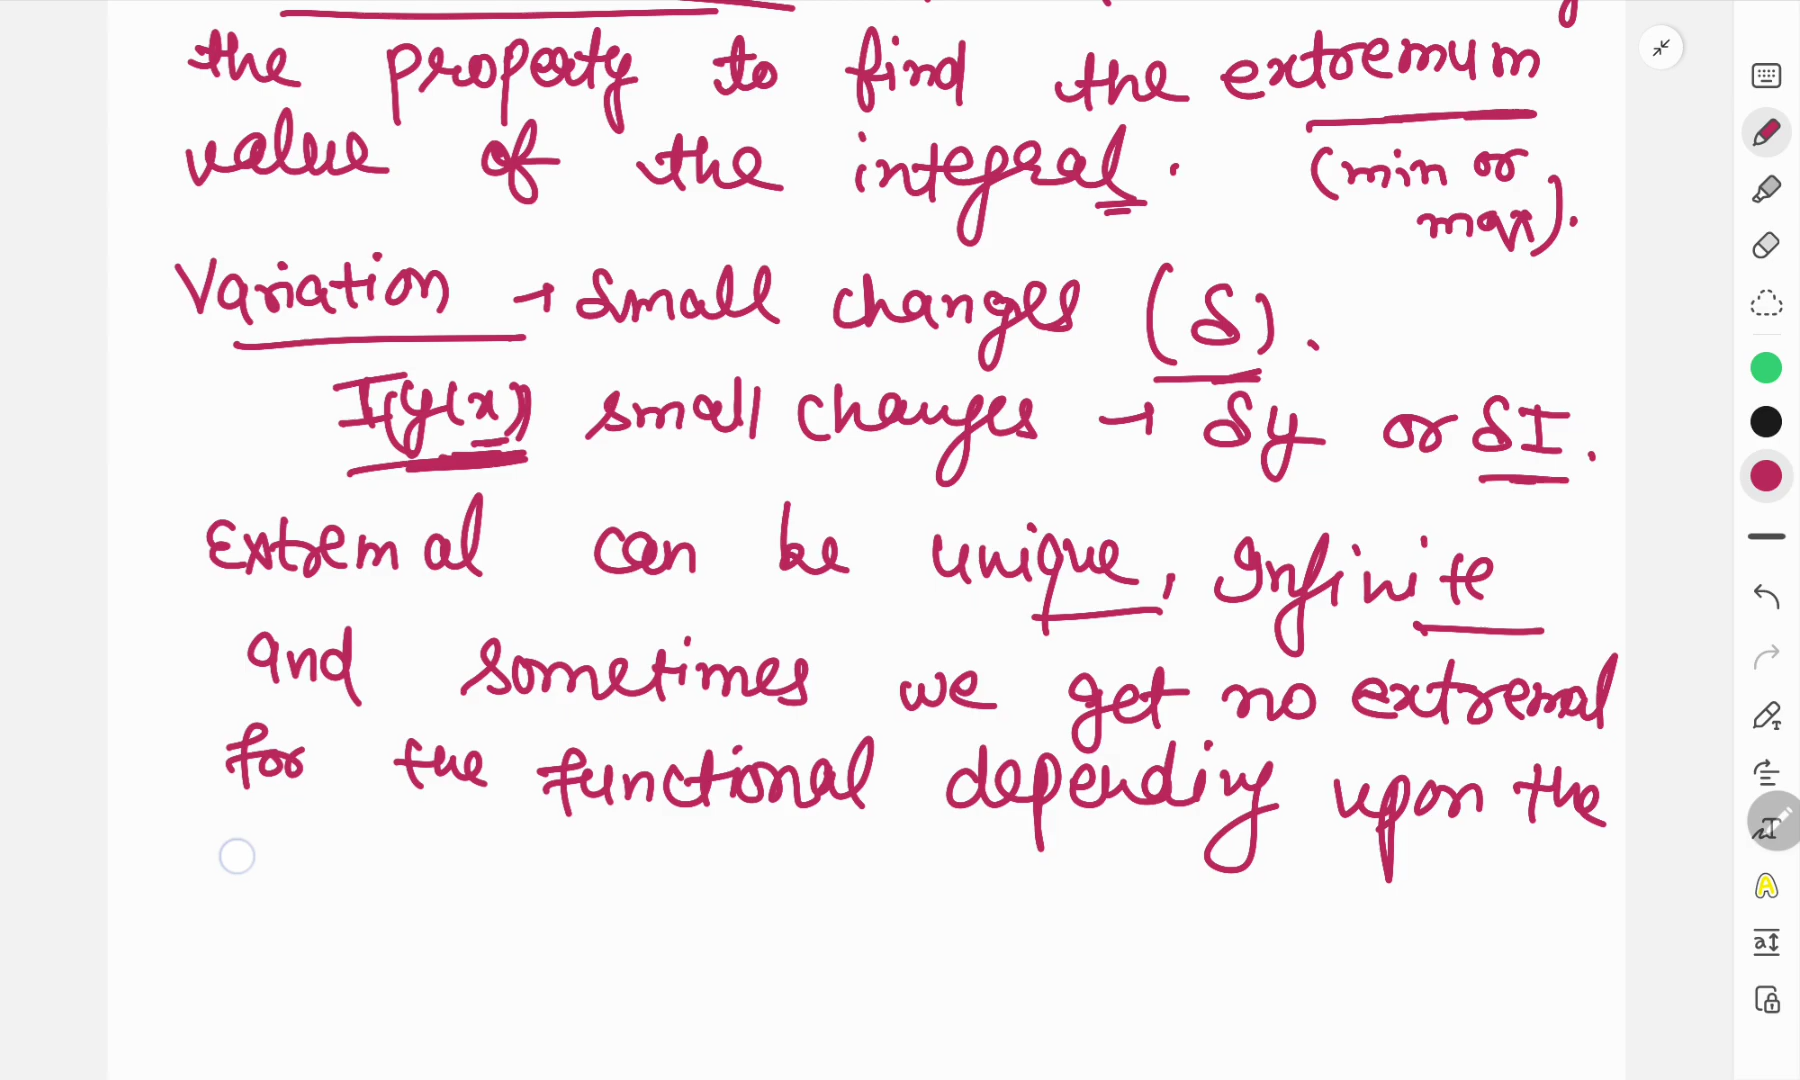 the property to find the extremum
value of the integral. (min or
max).
Variation → small changes (δ).
I(y(x)) small changes → δy or δI.
Extremal can be unique, Infinite
and sometimes we get no extremal
for the functional depending upon the